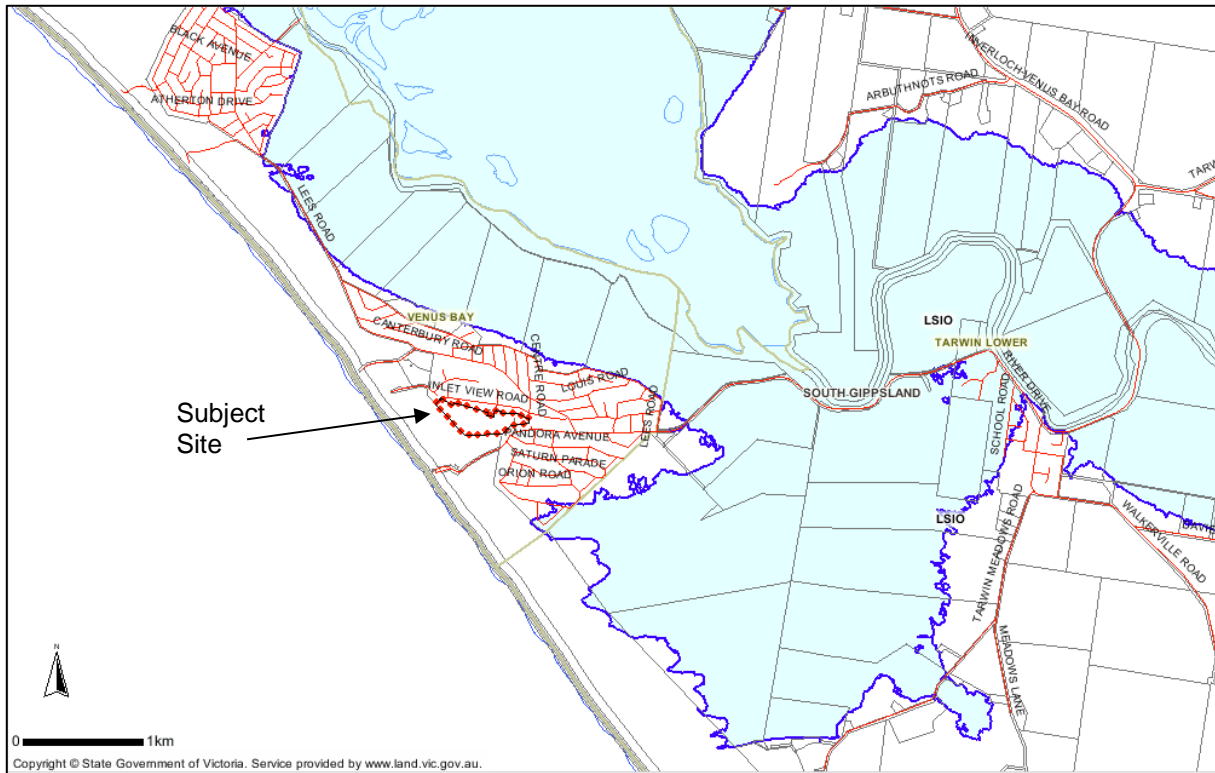 BLACK AVENUE
ATHERTON DRIVE
LEES ROAD
INVERLOCH-VENUS BAY ROAD
ARBUTHNOTS ROAD
VENUS BAY
CANTERBURY ROAD
CENTRE ROAD
LOUIS ROAD
INLET VIEW ROAD
LEES ROAD
PANDORA AVENUE
SATURN PARADE
ORION ROAD
Subject
Site
LSIO
TARWIN LOWER
SOUTH GIPPSLAND
RIVER DRIVE
SCHOOL ROAD
LSIO
TARWIN MEADOWS ROAD
WALKERVILLE ROAD
MEADOWS LANE
N
0
1km
Copyright © State Government of Victoria. Service provided by www.land.vic.gov.au.